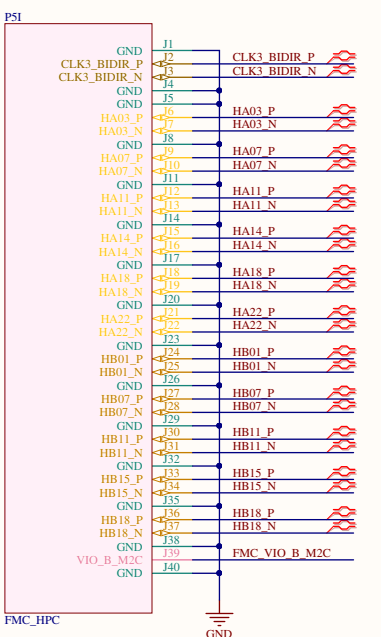 P5I
GND J1
CLK3_BIDIR_P J2 CLK3_BIDIR_P
CLK3_BIDIR_N J3 CLK3_BIDIR_N
GND J4
GND J5
HA03_P J6 HA03_P
HA03_N J7 HA03_N
GND J8
HA07_P J9 HA07_P
HA07_N J10 HA07_N
GND J11
HA11_P J12 HA11_P
HA11_N J13 HA11_N
GND J14
HA14_P J15 HA14_P
HA14_N J16 HA14_N
GND J17
HA18_P J18 HA18_P
HA18_N J19 HA18_N
GND J20
HA22_P J21 HA22_P
HA22_N J22 HA22_N
GND J23
HB01_P J24 HB01_P
HB01_N J25 HB01_N
GND J26
HB07_P J27 HB07_P
HB07_N J28 HB07_N
GND J29
HB11_P J30 HB11_P
HB11_N J31 HB11_N
GND J32
HB15_P J33 HB15_P
HB15_N J34 HB15_N
GND J35
HB18_P J36 HB18_P
HB18_N J37 HB18_N
GND J38
VIO_B_M2C J39 FMC_VIO_B_M2C
GND J40
FMC_HPC
GND